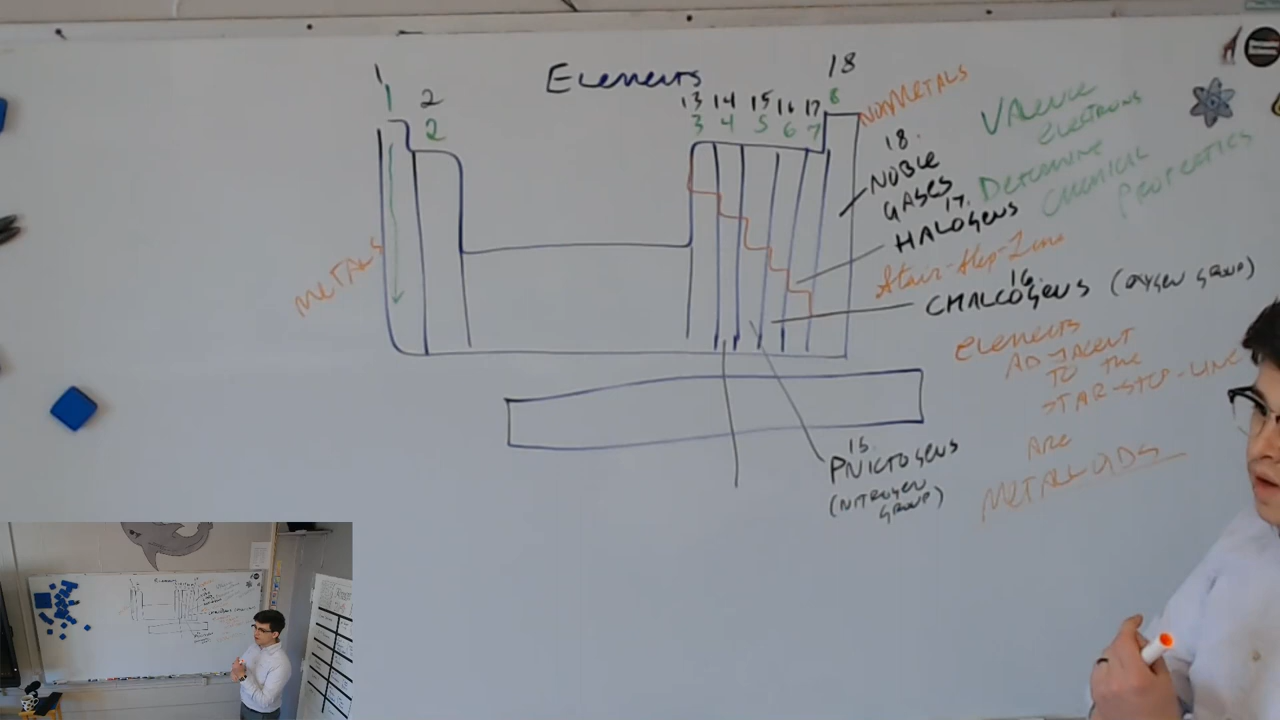 Elements
1
1
2
2
13 14 15 16 17
3 4 5 6 7
18
8
NonMetals
Metals
18.
Noble
Gases
17.
Halogens
Valence
electrons
Determine
Chemical
Properties
Stair-Step-Line
16.
Chalcogens (oxygen group)
Elements
Adjacent
to the
Stair-Step-Line
Are
Metalloids
15.
Pnictogens
(Nitrogen
group)